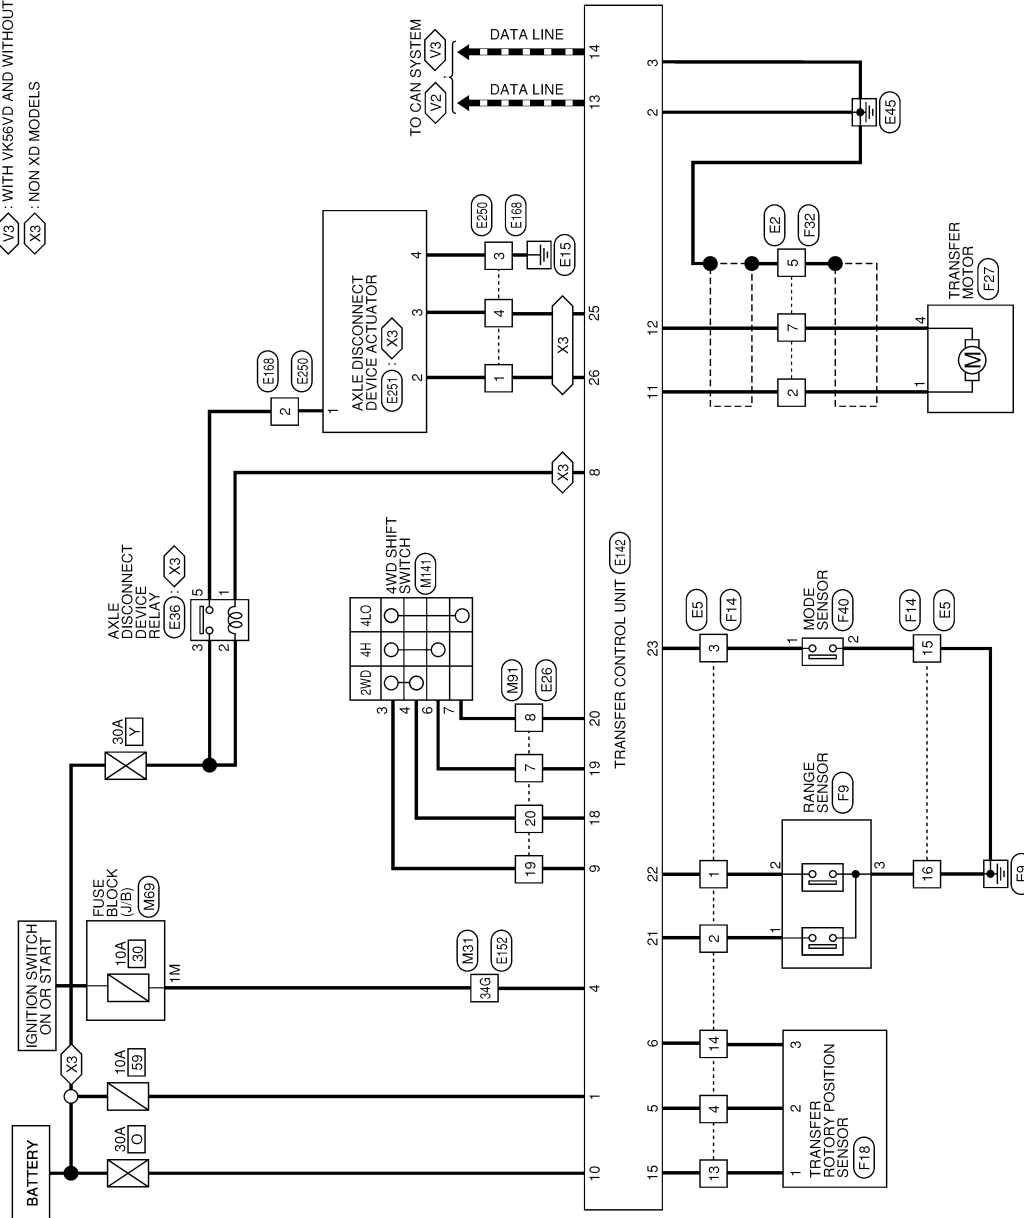 V3 : WITH VK56VD AND WITHOUT
X3 : NON XD MODELS
BATTERY
IGNITION SWITCH
ON OR START
X3
30A
O
10A
59
10A
30
FUSE
BLOCK
(J/B)
M69
1M
30A
Y
AXLE
DISCONNECT
DEVICE
RELAY
E36 : X3
3
5
2
1
E168
E250
2
1
AXLE DISCONNECT
DEVICE ACTUATOR
E251 : X3
2
3
4
1
4
3
E250
E168
E15
X3
X3
TO CAN SYSTEM
V2
V3
DATA LINE
DATA LINE
4WD SHIFT
SWITCH
M141
2WD
4H
4LO
3
4
6
7
M91
E26
19
20
7
8
M31
E152
34G
10
1
4
9
18
19
20
8
26
25
13
14
TRANSFER CONTROL UNIT
E142
15
5
6
21
22
23
11
12
2
3
13
4
14
2
1
3
E5
F14
1
2
3
TRANSFER
ROTORY POSITION
SENSOR
F18
1
2
3
RANGE
SENSOR
F9
MODE
SENSOR
F40
1
2
F14
E5
16
15
E9
2
7
5
E2
F32
1
4
M
TRANSFER
MOTOR
F27
E45